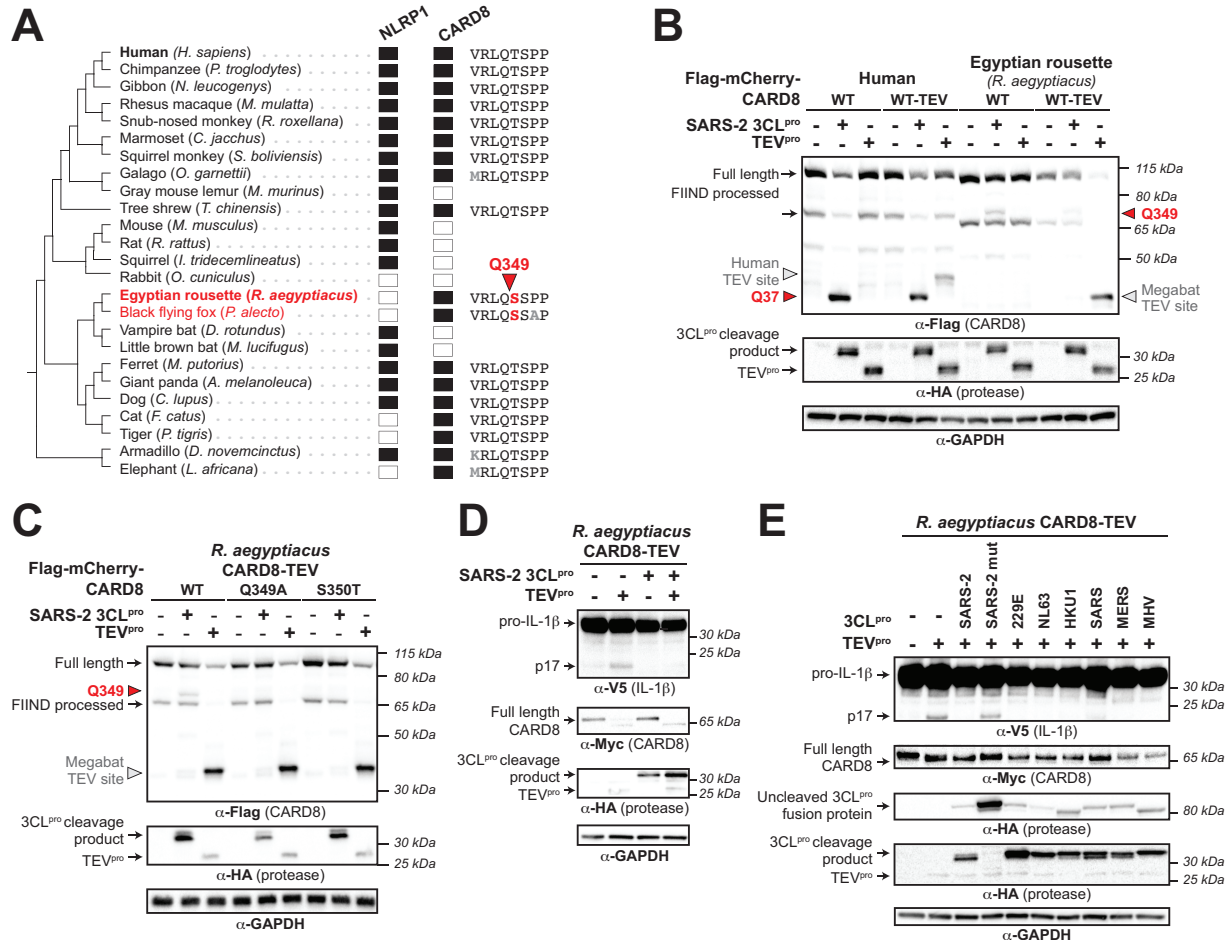 A
NLRP1
CARD8
Human (H. sapiens) VRLQTSPP
Chimpanzee (P. troglodytes) VRLQTSPP
Gibbon (N. leucogenys) VRLQTSPP
Rhesus macaque (M. mulatta) VRLQTSPP
Snub-nosed monkey (R. roxellana) VRLQTSPP
Marmoset (C. jacchus) VRLQTSPP
Squirrel monkey (S. boliviensis) VRLQTSPP
Galago (O. garnettii) MRLQTSPP
Gray mouse lemur (M. murinus)
Tree shrew (T. chinensis) VRLQTSPP
Mouse (M. musculus)
Rat (R. rattus)
Squirrel (I. tridecemlineatus)
Rabbit (O. cuniculus)
Q349
Egyptian rousette (R. aegyptiacus) VRLQSSPP
Black flying fox (P. alecto) VRLQSSAP
Vampire bat (D. rotundus)
Little brown bat (M. lucifugus)
Ferret (M. putorius) VRLQTSPP
Giant panda (A. melanoleuca) VRLQTSPP
Dog (C. lupus) VRLQTSPP
Cat (F. catus) VRLQTSPP
Tiger (P. tigris) VRLQTSPP
Armadillo (D. novemcinctus) KRLQTSPP
Elephant (L. africana) MRLQTSPP
B
Flag-mCherry-
CARD8
Human
Egyptian rousette
(R. aegyptiacus)
WT WT-TEV WT WT-TEV
SARS-2 3CLpro - + - - + - - + - - + -
TEVpro - - + - - + - - + - - +
Full length
FIIND processed
Human
TEV site
Q37
115 kDa
80 kDa
Q349
65 kDa
50 kDa
Megabat
TEV site
30 kDa
α-Flag (CARD8)
3CLpro cleavage
product
TEVpro
30 kDa
25 kDa
α-HA (protease)
α-GAPDH
C
R. aegyptiacus
CARD8-TEV
Flag-mCherry-
CARD8
WT Q349A S350T
SARS-2 3CLpro - + - - + - - + -
TEVpro - - + - - + - - +
Full length
Q349
FIIND processed
Megabat
TEV site
115 kDa
80 kDa
65 kDa
50 kDa
30 kDa
α-Flag (CARD8)
3CLpro cleavage
product
TEVpro
30 kDa
25 kDa
α-HA (protease)
α-GAPDH
D
R. aegyptiacus
CARD8-TEV
SARS-2 3CLpro - - + +
TEVpro - + - +
pro-IL-1β
p17
30 kDa
25 kDa
α-V5 (IL-1β)
Full length
CARD8
65 kDa
α-Myc (CARD8)
3CLpro cleavage
product
TEVpro
30 kDa
25 kDa
α-HA (protease)
α-GAPDH
E
R. aegyptiacus CARD8-TEV
3CLpro - - SARS-2 SARS-2 mut 229E NL63 HKU1 SARS MERS MHV
TEVpro - + + + + + + + + +
pro-IL-1β
p17
30 kDa
25 kDa
α-V5 (IL-1β)
Full length
CARD8
65 kDa
α-Myc (CARD8)
Uncleaved 3CLpro
fusion protein
80 kDa
α-HA (protease)
3CLpro cleavage
product
TEVpro
30 kDa
25 kDa
α-HA (protease)
α-GAPDH